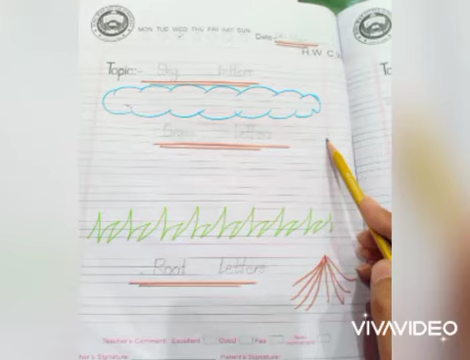 MON TUE WED THU FRI SAT SUN
Date:
H.W C.W
Topic:- Sky letters
Grass letters
Root letters
Teacher's Comment: Excellent Good Fair
Parent's Signature:
VIVAVIDEO